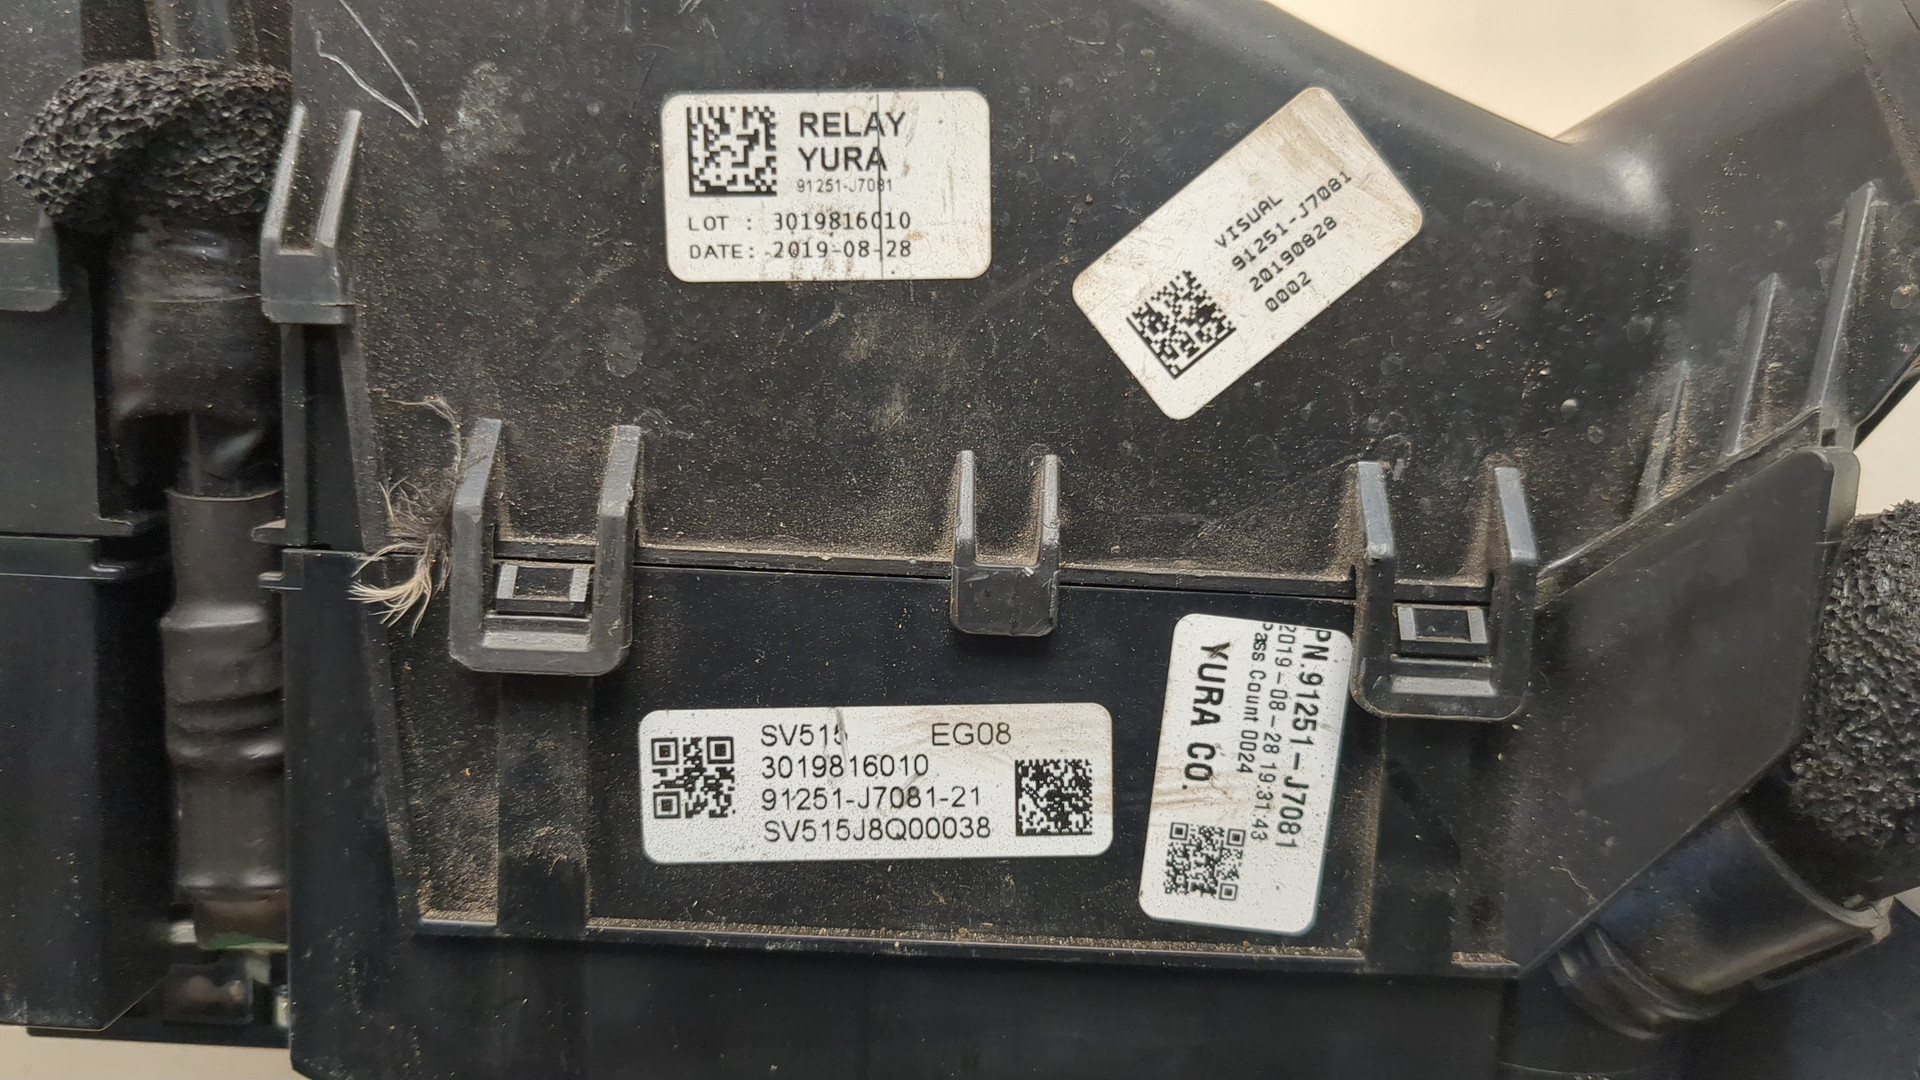 RELAY
YURA
91251-J7081
LOT : 3019816010
DATE: 2019-08-28
VISUAL
91251-J7081
20190828
0002
SV515 EG08
3019816010
91251-J7081-21
SV515J8Q00038
PN.91251-J7081
2019-08-28 19:31:43
Pass Count 0024
YURA CO.